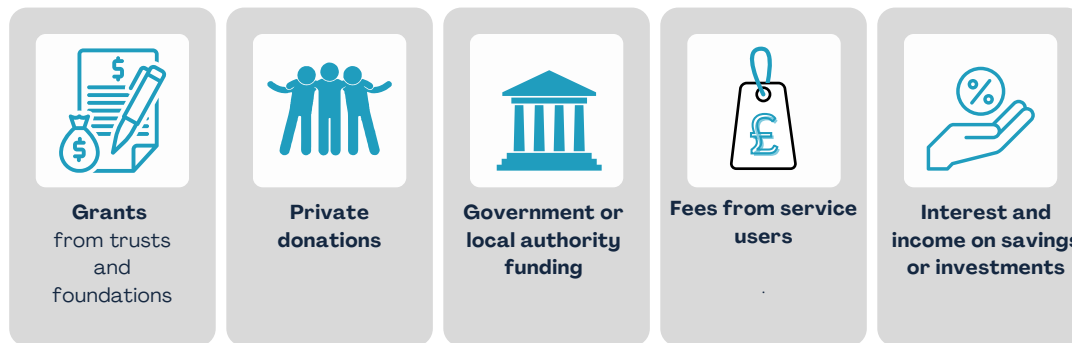 $
$
Grants
from trusts
and
foundations
Private
donations
Government or
local authority
funding
£
Fees from service
users
.
%
Interest and
income on savings
or investments